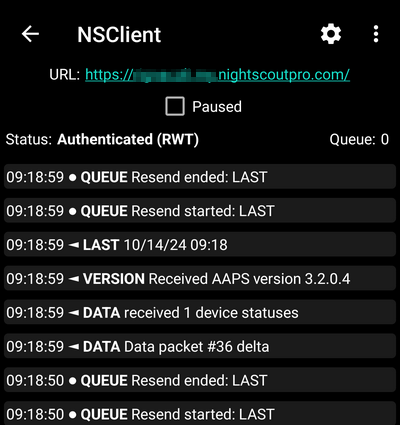 NSClient
URL: https://.nightscoutpro.com/
Paused
Status: Authenticated (RWT) Queue: 0
09:18:59 ● QUEUE Resend ended: LAST
09:18:59 ● QUEUE Resend started: LAST
09:18:59 ◄ LAST 10/14/24 09:18
09:18:59 ◄ VERSION Received AAPS version 3.2.0.4
09:18:59 ◄ DATA received 1 device statuses
09:18:59 ◄ DATA Data packet #36 delta
09:18:50 ● QUEUE Resend ended: LAST
09:18:50 ● QUEUE Resend started: LAST